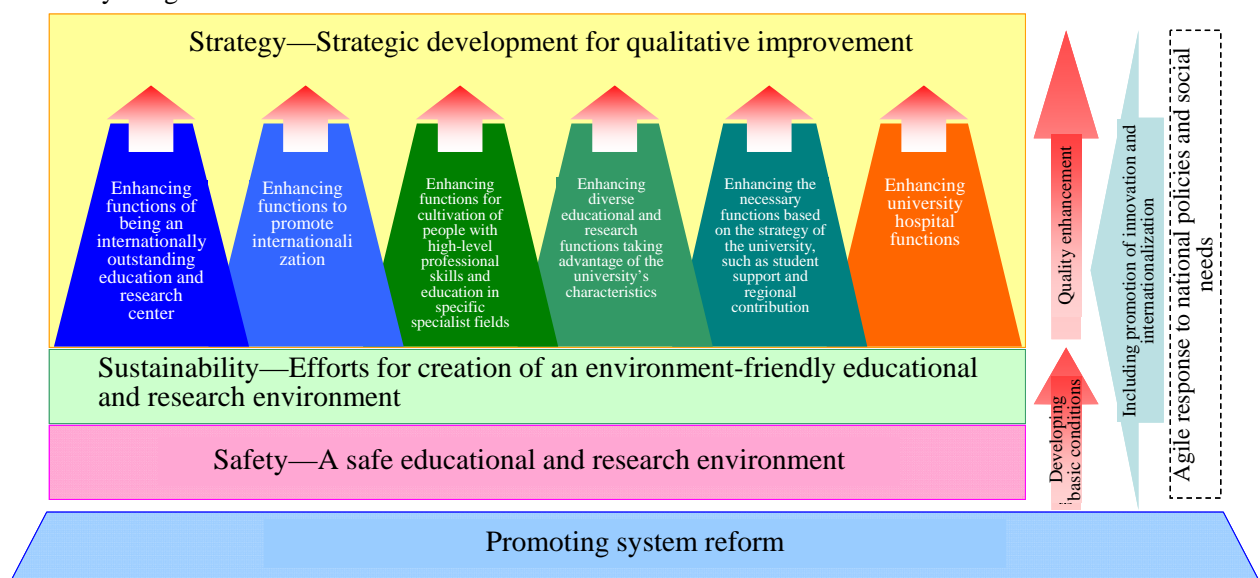 Strategy—Strategic development for qualitative improvement
Enhancing
functions of
being an
internationally
outstanding
education and
research
center
Enhancing
functions to
promote
internationali
zation
Enhancing
functions for
cultivation of
people with
high-level
professional
skills and
education in
specific
specialist fields
Enhancing
diverse
educational and
research
functions taking
advantage of the
university's
characteristics
Enhancing the
necessary
functions based
on the strategy of
the university,
such as student
support and
regional
contribution
Enhancing
university
hospital
functions
Sustainability—Efforts for creation of an environment-friendly educational
and research environment
Safety—A safe educational and research environment
Promoting system reform
Quality enhancement
Developing
basic conditions
Including promotion of innovation and
internationalization
Agile response to national policies and social
needs